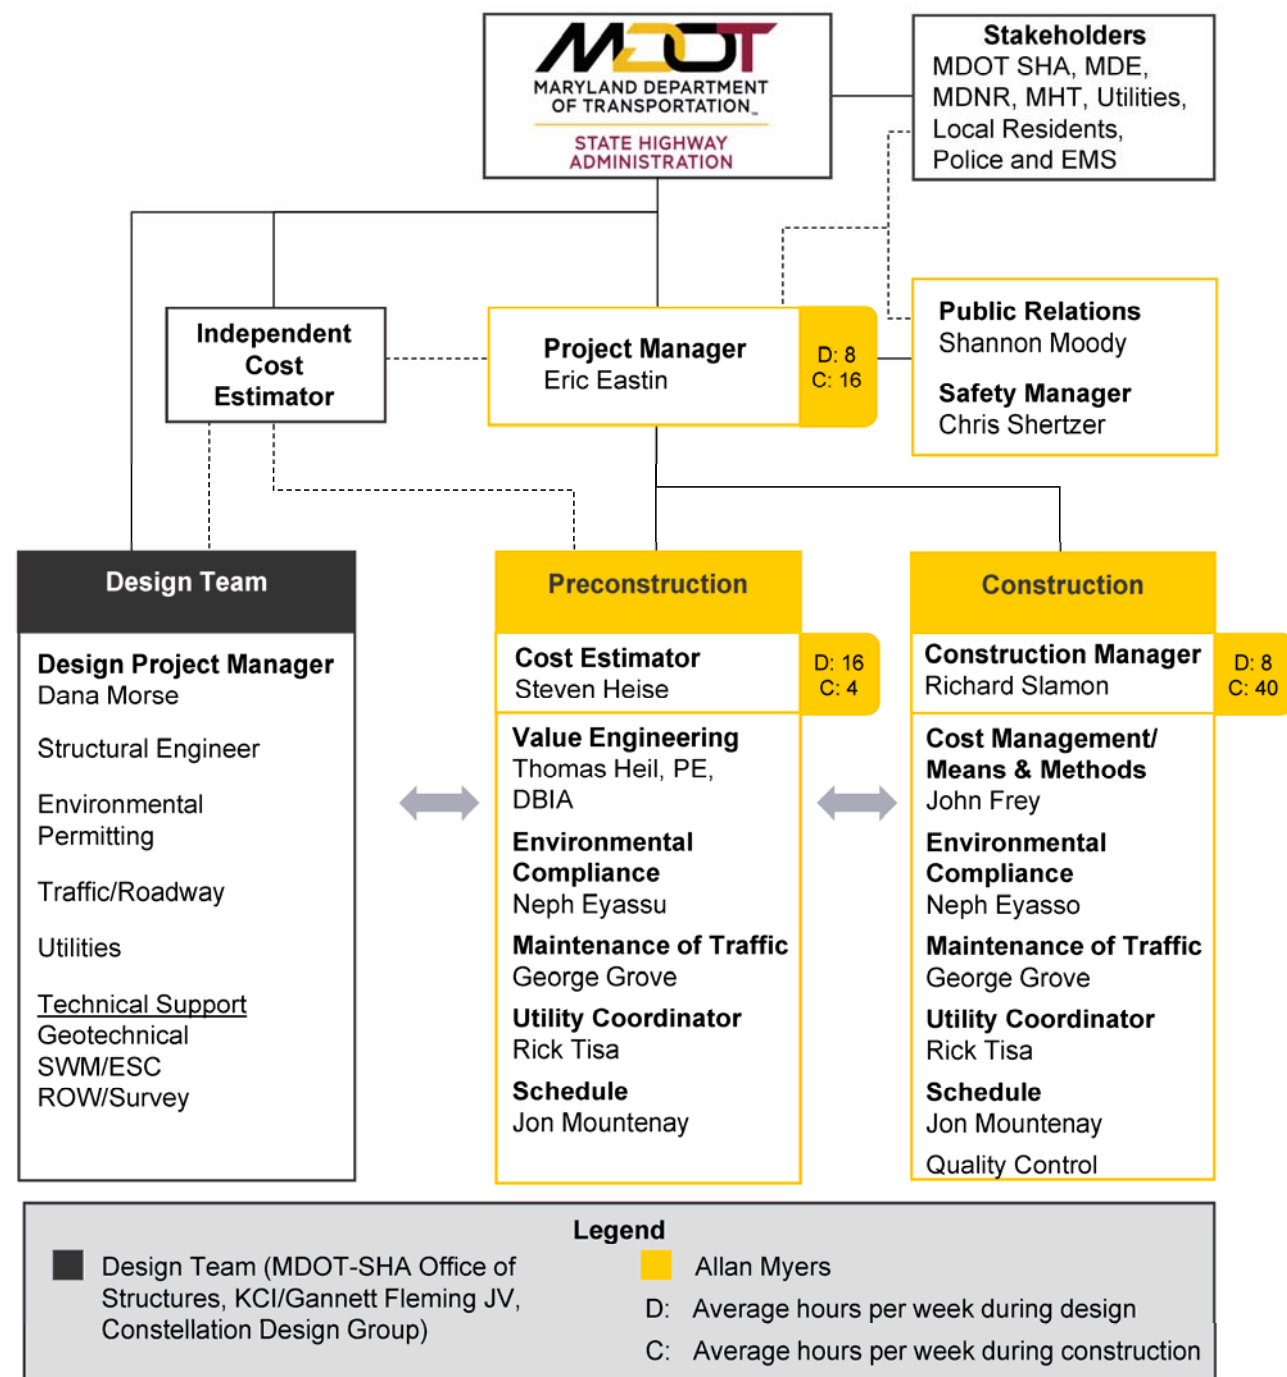 MDOT
MARYLAND DEPARTMENT
OF TRANSPORTATION™
STATE HIGHWAY
ADMINISTRATION
Stakeholders
MDOT SHA, MDE,
MDNR, MHT, Utilities,
Local Residents,
Police and EMS
Independent
Cost
Estimator
Project Manager
Eric Eastin
D: 8
C: 16
Public Relations
Shannon Moody
Safety Manager
Chris Shertzer
Design Team
Design Project Manager
Dana Morse
Structural Engineer
Environmental
Permitting
Traffic/Roadway
Utilities
Technical Support
Geotechnical
SWM/ESC
ROW/Survey
Preconstruction
Cost Estimator
Steven Heise
D: 16
C: 4
Value Engineering
Thomas Heil, PE,
DBIA
Environmental
Compliance
Neph Eyassu
Maintenance of Traffic
George Grove
Utility Coordinator
Rick Tisa
Schedule
Jon Mountenay
Construction
Construction Manager
Richard Slamon
D: 8
C: 40
Cost Management/
Means & Methods
John Frey
Environmental
Compliance
Neph Eyasso
Maintenance of Traffic
George Grove
Utility Coordinator
Rick Tisa
Schedule
Jon Mountenay
Quality Control
Legend
Design Team (MDOT-SHA Office of
Structures, KCI/Gannett Fleming JV,
Constellation Design Group)
Allan Myers
D: Average hours per week during design
C: Average hours per week during construction